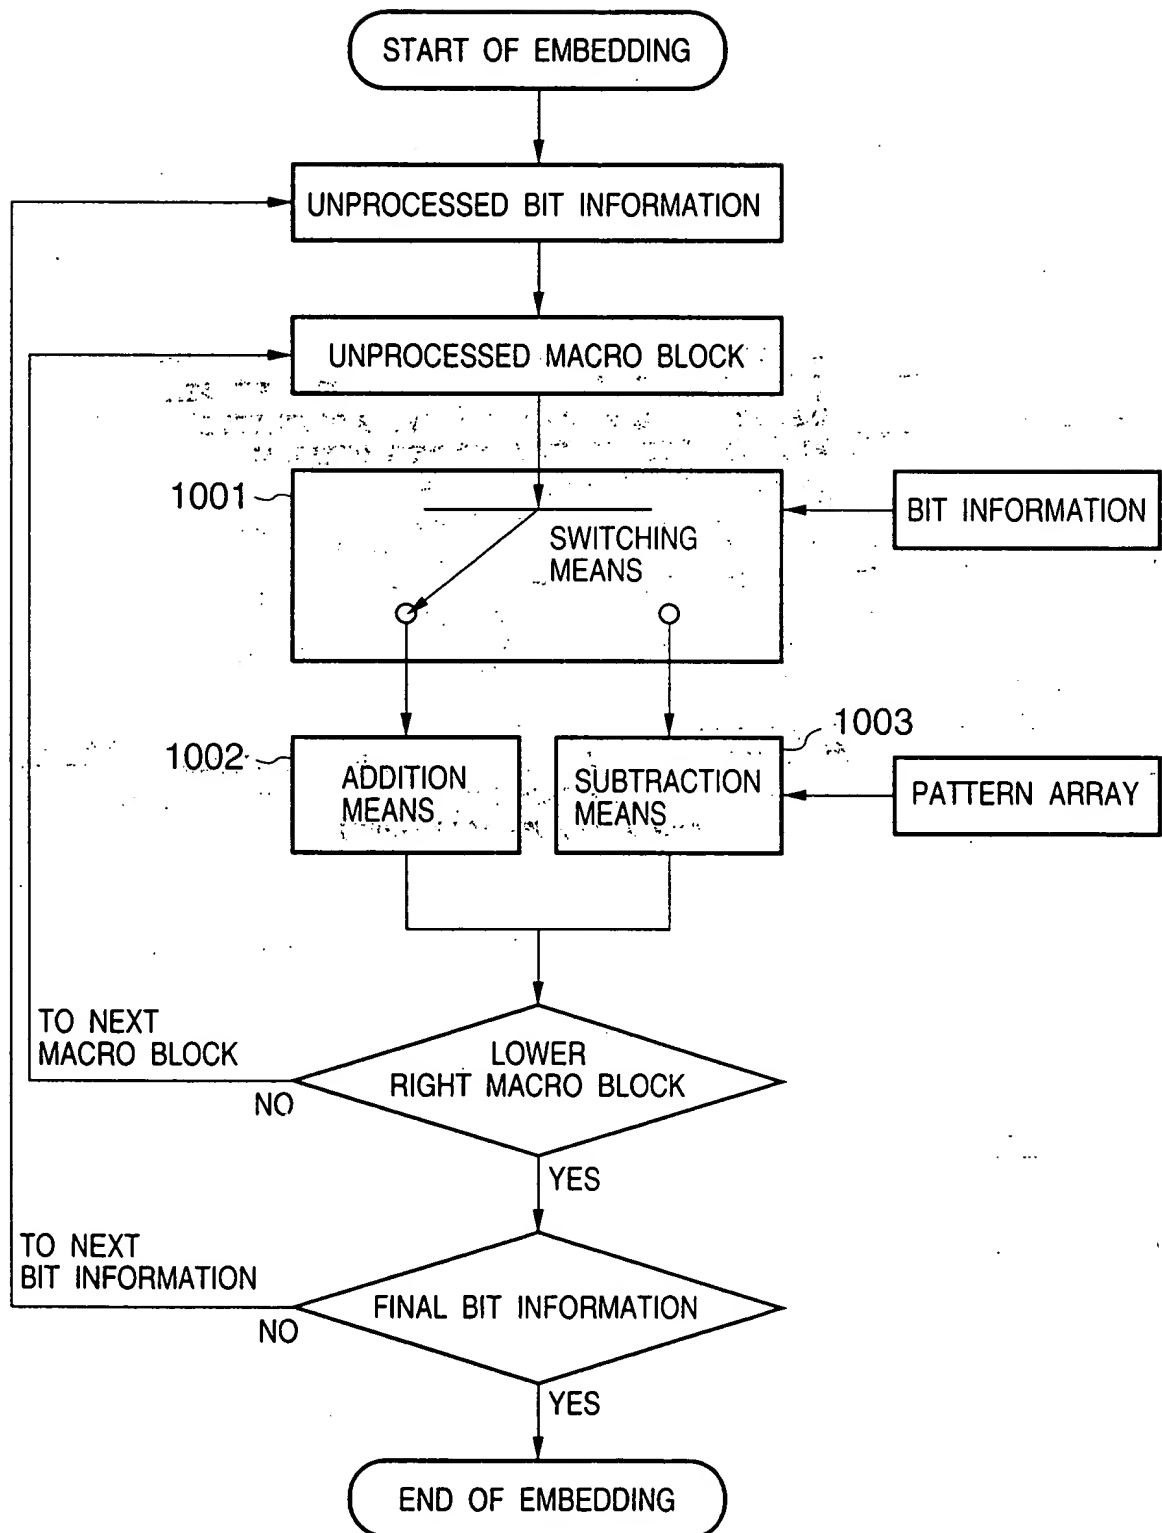 START OF EMBEDDING
UNPROCESSED BIT INFORMATION
UNPROCESSED MACRO BLOCK
1001
SWITCHING
MEANS
BIT INFORMATION
1002
ADDITION
MEANS
1003
SUBTRACTION
MEANS
PATTERN ARRAY
TO NEXT
MACRO BLOCK
NO
LOWER
RIGHT MACRO BLOCK
YES
TO NEXT
BIT INFORMATION
NO
FINAL BIT INFORMATION
YES
END OF EMBEDDING